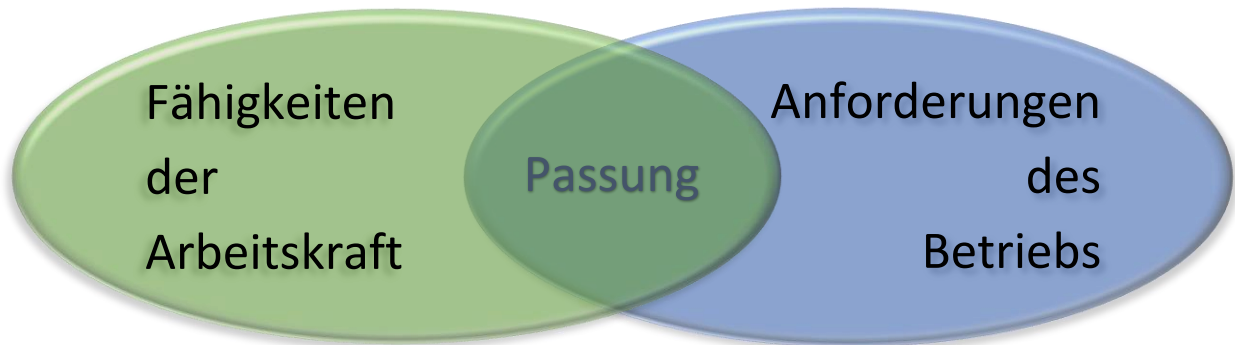 Fähigkeiten
der
Arbeitskraft
Passung
Anforderungen
des
Betriebs